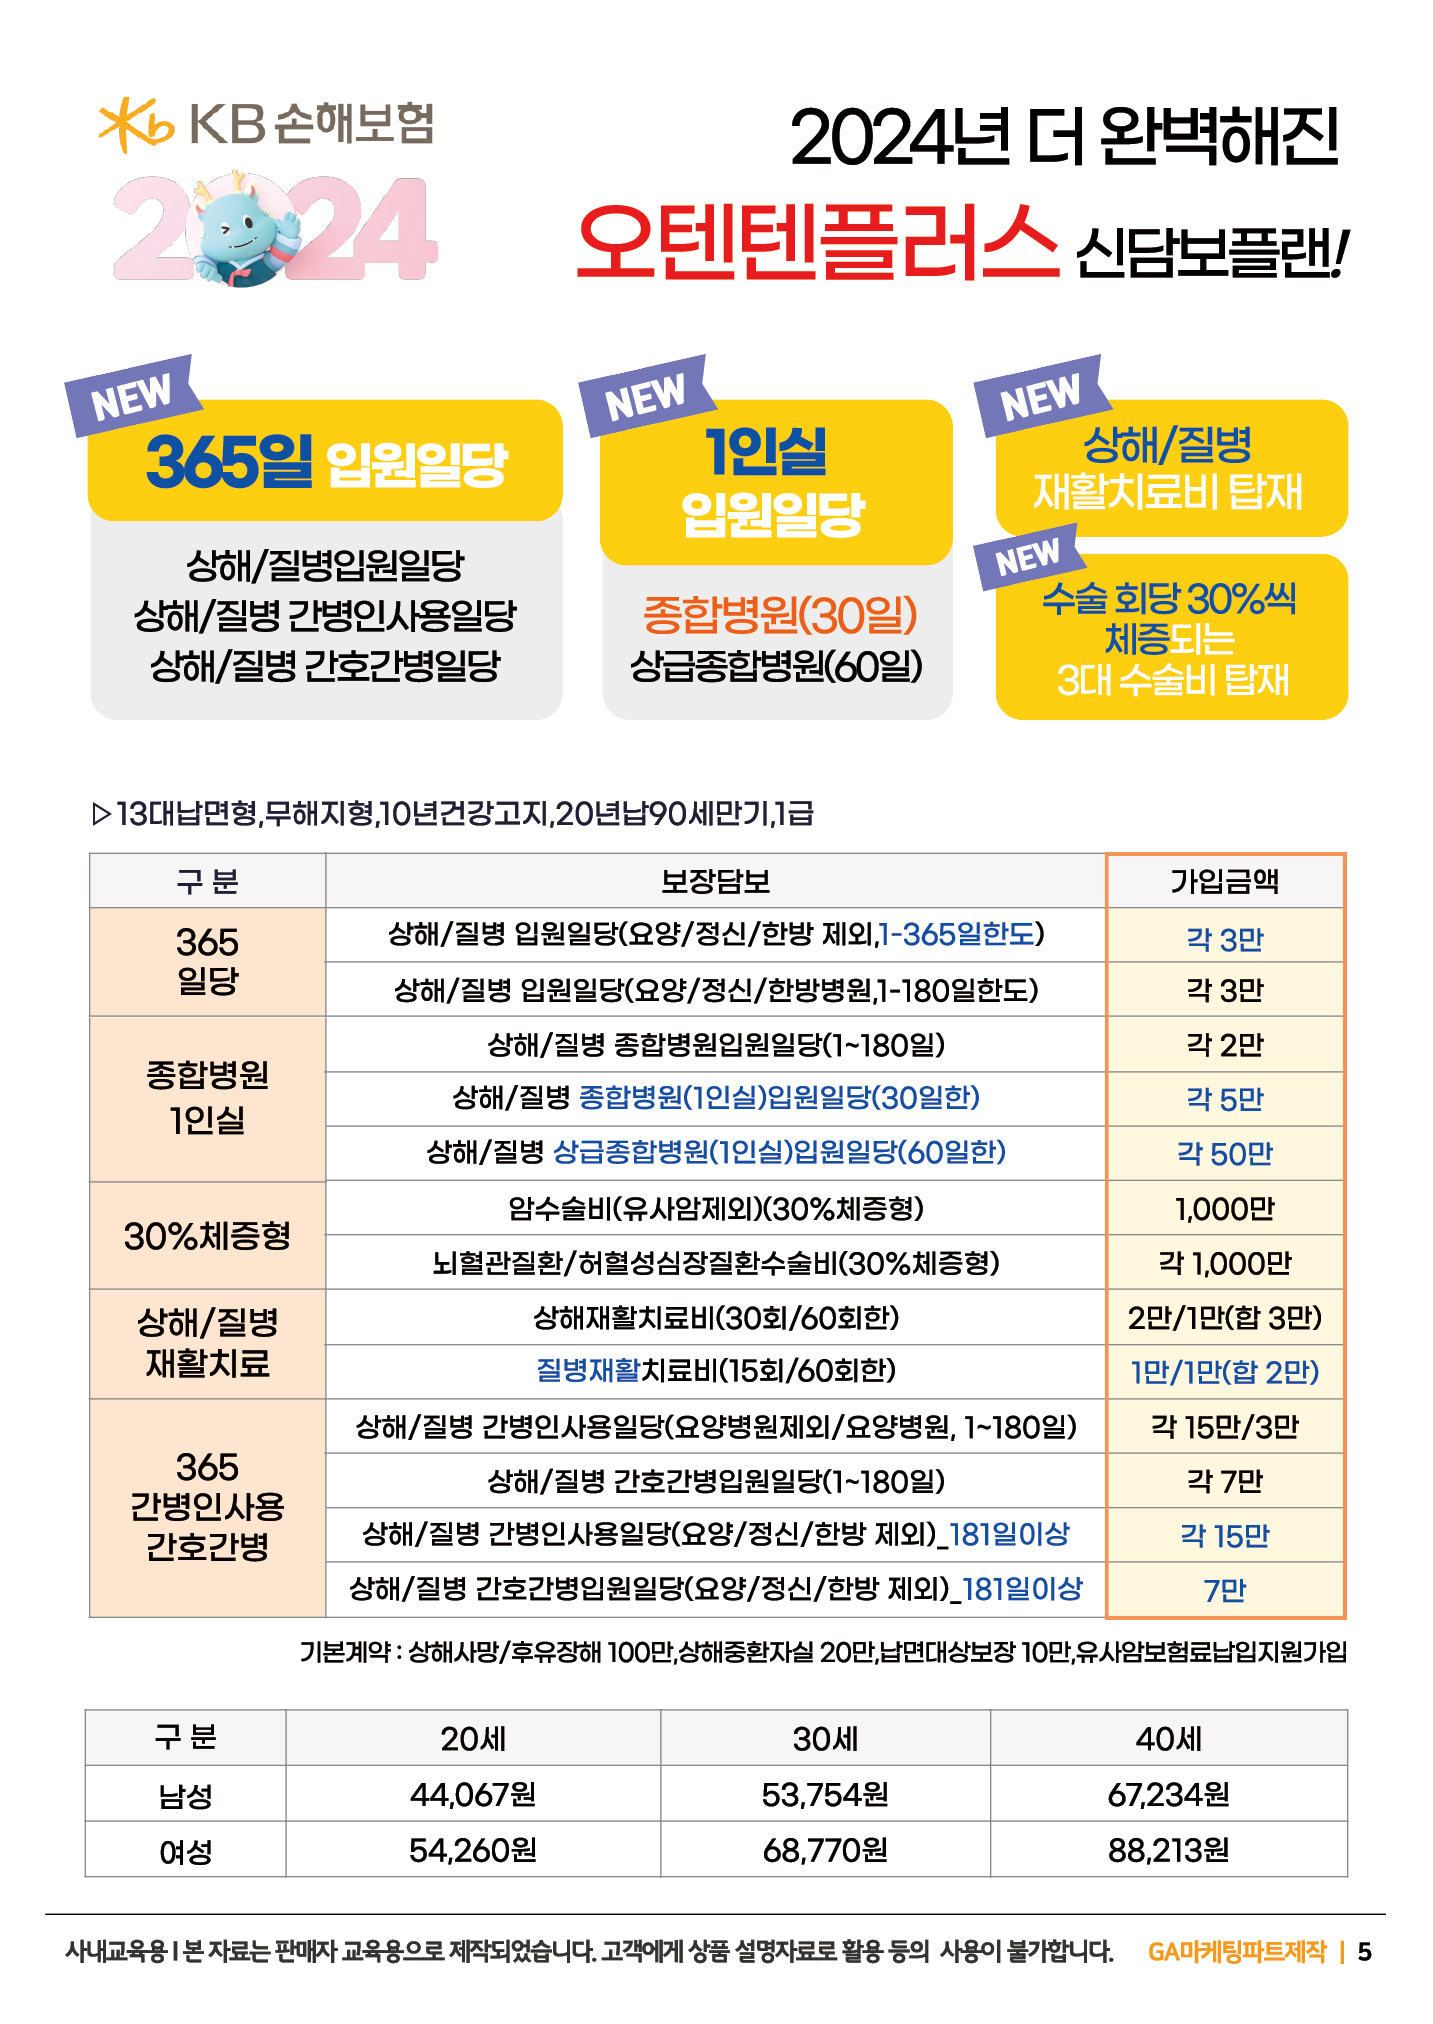 KB 손해보험
2024
2024년 더 완벽해진
오텐텐플러스 신담보플랜!
NEW
365일 입원일당
상해/질병입원일당
상해/질병 간병인사용일당
상해/질병 간호간병일당
NEW
1인실
입원일당
종합병원(30일)
상급종합병원(60일)
NEW
상해/질병
재활치료비 탑재
NEW
수술 회당 30%씩
체증되는
3대 수술비 탑재
▷13대납면형,무해지형,10년건강고지,20년납90세만기,1급
구 분 보장담보 가입금액
365
일당
상해/질병 입원일당(요양/정신/한방 제외,1-365일한도) 각 3만
상해/질병 입원일당(요양/정신/한방병원,1-180일한도) 각 3만
종합병원
1인실
상해/질병 종합병원입원일당(1~180일) 각 2만
상해/질병 종합병원(1인실)입원일당(30일한) 각 5만
상해/질병 상급종합병원(1인실)입원일당(60일한) 각 50만
30%체증형
암수술비(유사암제외)(30%체증형) 1,000만
뇌혈관질환/허혈성심장질환수술비(30%체증형) 각 1,000만
상해/질병
재활치료
상해재활치료비(30회/60회한) 2만/1만(합 3만)
질병재활치료비(15회/60회한) 1만/1만(합 2만)
365
간병인사용
간호간병
상해/질병 간병인사용일당(요양병원제외/요양병원, 1~180일) 각 15만/3만
상해/질병 간호간병입원일당(1~180일) 각 7만
상해/질병 간병인사용일당(요양/정신/한방 제외)_181일이상 각 15만
상해/질병 간호간병입원일당(요양/정신/한방 제외)_181일이상 7만
기본계약 : 상해사망/후유장해 100만,상해중환자실 20만,납면대상보장 10만,유사암보험료납입지원가입
구 분 20세 30세 40세
남성 44,067원 53,754원 67,234원
여성 54,260원 68,770원 88,213원
사내교육용 I 본 자료는 판매자 교육용으로 제작되었습니다. 고객에게 상품 설명자료로 활용 등의 사용이 불가합니다. GA마케팅파트제작 | 5